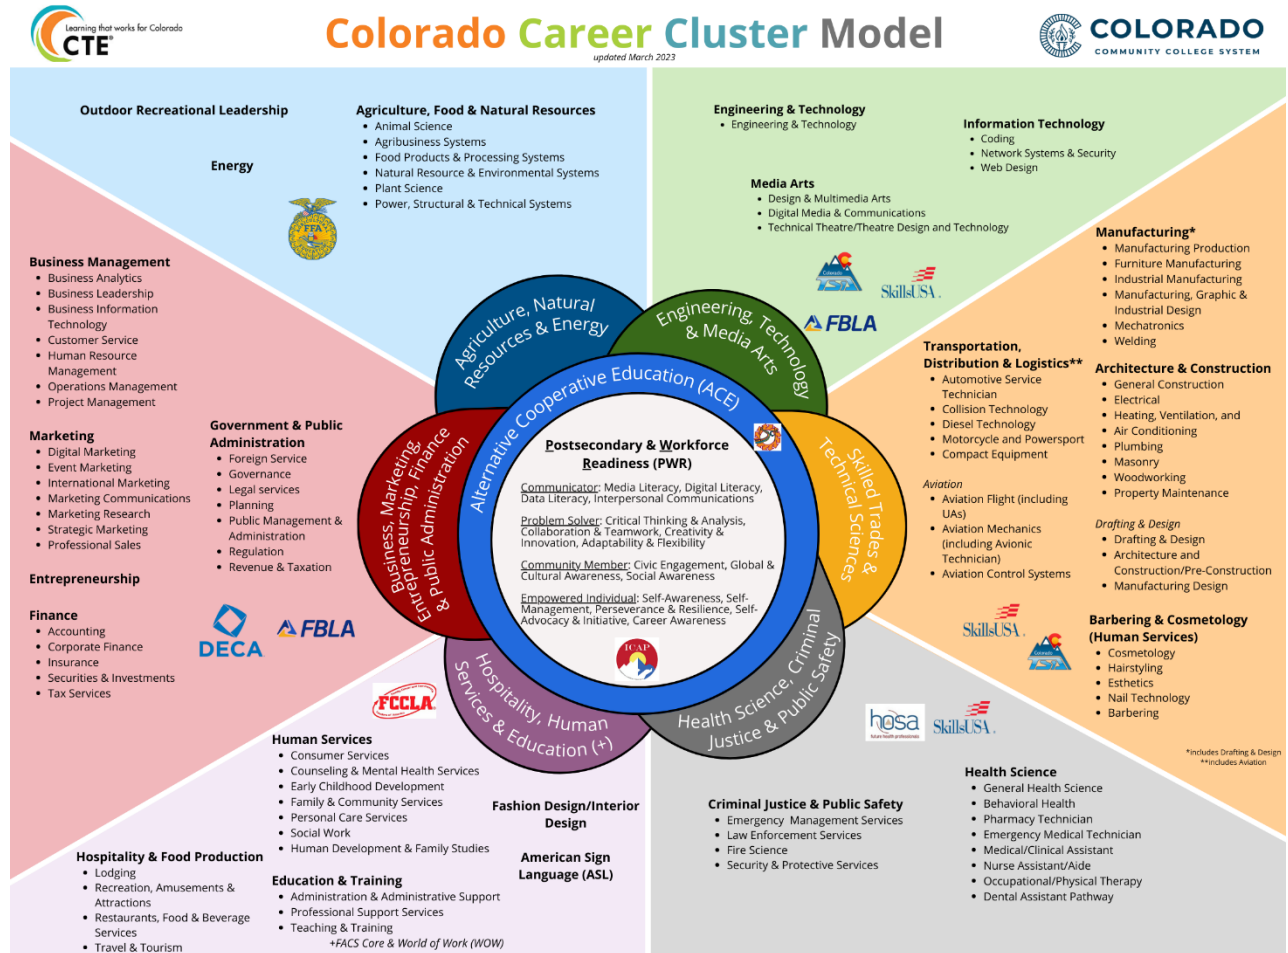 Learning that works for Colorado
CTE®
Colorado Career Cluster Model
updated March 2023
COLORADO
COMMUNITY COLLEGE SYSTEM
Outdoor Recreational Leadership
Energy
Agriculture, Food & Natural Resources
• Animal Science
• Agribusiness Systems
• Food Products & Processing Systems
• Natural Resource & Environmental Systems
• Plant Science
• Power, Structural & Technical Systems
FFA
Engineering & Technology
• Engineering & Technology
Information Technology
• Coding
• Network Systems & Security
• Web Design
Media Arts
• Design & Multimedia Arts
• Digital Media & Communications
• Technical Theatre/Theatre Design and Technology
Colorado
TSA
SkillsUSA
FBLA
Manufacturing*
• Manufacturing Production
• Furniture Manufacturing
• Industrial Manufacturing
• Manufacturing, Graphic &
Industrial Design
• Mechatronics
• Welding
Transportation,
Distribution & Logistics**
• Automotive Service
Technician
• Collision Technology
• Diesel Technology
• Motorcycle and Powersport
• Compact Equipment
Aviation
• Aviation Flight (including
UAs)
• Aviation Mechanics
(including Avionic
Technician)
• Aviation Control Systems
Architecture & Construction
• General Construction
• Electrical
• Heating, Ventilation, and
• Air Conditioning
• Plumbing
• Masonry
• Woodworking
• Property Maintenance
Drafting & Design
• Drafting & Design
• Architecture and
Construction/Pre-Construction
• Manufacturing Design
Barbering & Cosmetology
(Human Services)
• Cosmetology
• Hairstyling
• Esthetics
• Nail Technology
• Barbering
SkillsUSA
Colorado
TSA
*includes Drafting & Design
**includes Aviation
Business Management
• Business Analytics
• Business Leadership
• Business Information
Technology
• Customer Service
• Human Resource
Management
• Operations Management
• Project Management
Marketing
• Digital Marketing
• Event Marketing
• International Marketing
• Marketing Communications
• Marketing Research
• Strategic Marketing
• Professional Sales
Entrepreneurship
Finance
• Accounting
• Corporate Finance
• Insurance
• Securities & Investments
• Tax Services
Government & Public
Administration
• Foreign Service
• Governance
• Legal services
• Planning
• Public Management &
Administration
• Regulation
• Revenue & Taxation
DECA
FBLA
Agriculture, Natural
Resources & Energy
Engineering, Technology
& Media Arts
Business, Marketing,
Entrepreneurship, Finance
& Public Administration
Skilled Trades &
Technical Sciences
Hospitality, Human
Services & Education (+)
Health Science, Criminal
Justice & Public Safety
Alternative Cooperative Education (ACE)
Postsecondary & Workforce
Readiness (PWR)
Communicator: Media Literacy, Digital Literacy,
Data Literacy, Interpersonal Communications
Problem Solver: Critical Thinking & Analysis,
Collaboration & Teamwork, Creativity &
Innovation, Adaptability & Flexibility
Community Member: Civic Engagement, Global &
Cultural Awareness, Social Awareness
Empowered Individual: Self-Awareness, Self-
Management, Perseverance & Resilience, Self-
Advocacy & Initiative, Career Awareness
ICAP
FCCLA
Human Services
• Consumer Services
• Counseling & Mental Health Services
• Early Childhood Development
• Family & Community Services
• Personal Care Services
• Social Work
• Human Development & Family Studies
Fashion Design/Interior
Design
American Sign
Language (ASL)
Hospitality & Food Production
• Lodging
• Recreation, Amusements &
Attractions
• Restaurants, Food & Beverage
Services
• Travel & Tourism
Education & Training
• Administration & Administrative Support
• Professional Support Services
• Teaching & Training
+FACS Core & World of Work (WOW)
hosa
future health professionals
SkillsUSA
Criminal Justice & Public Safety
• Emergency Management Services
• Law Enforcement Services
• Fire Science
• Security & Protective Services
Health Science
• General Health Science
• Behavioral Health
• Pharmacy Technician
• Emergency Medical Technician
• Medical/Clinical Assistant
• Nurse Assistant/Aide
• Occupational/Physical Therapy
• Dental Assistant Pathway